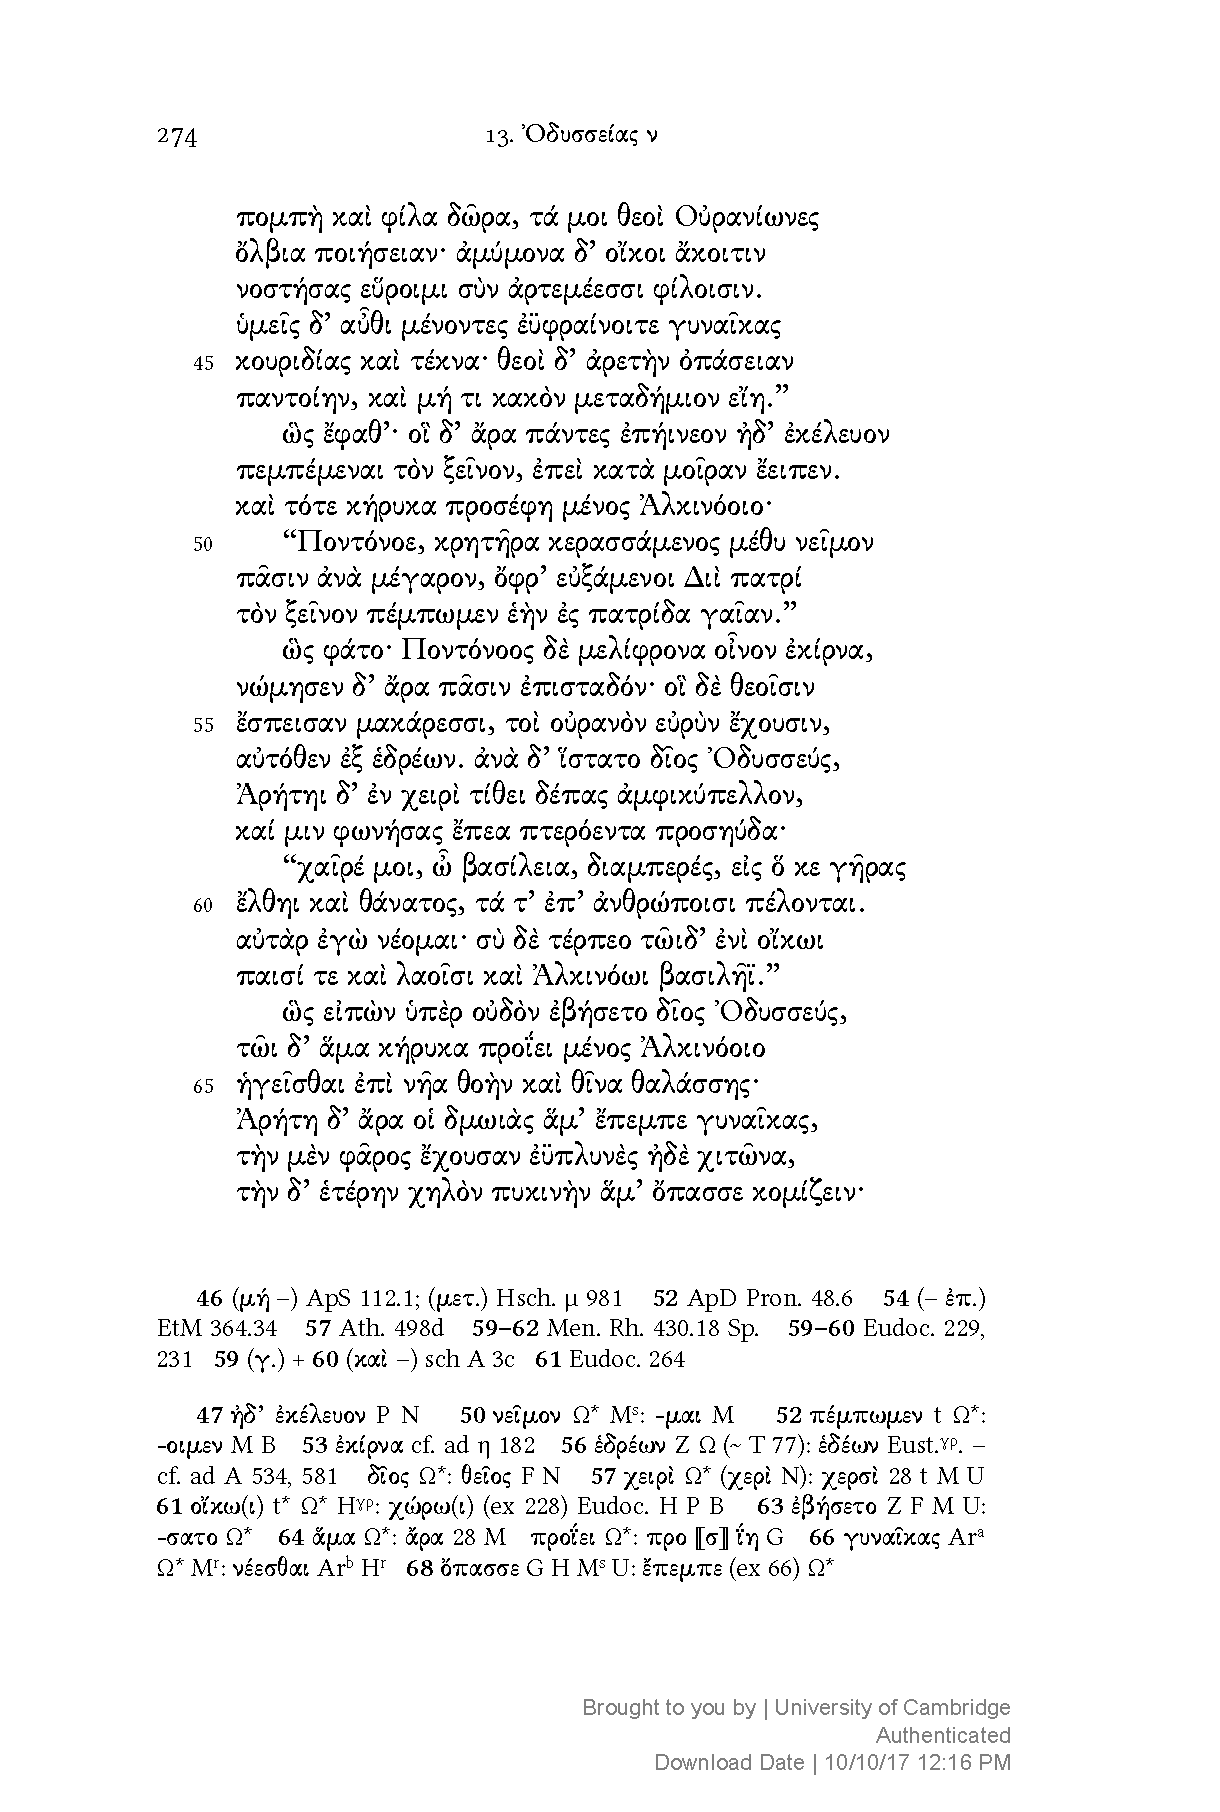 274 13. Ὀδυσσείας ν
πομπὴ καὶ φίλα δῶρα, τά μοι θεοὶ Οὐρανίωνες
ὄλβια ποιήσειαν· ἀμύμονα δ’ οἴκοι ἄκοιτιν
νοστήσας εὕροιμι σὺν ἀρτεμέεσσι φίλοισιν.
ὑμεῖς δ’ αὖθι μένοντες ἐϋφραίνοιτε γυναῖκας
45 κουριδίας καὶ τέκνα· θεοὶ δ’ ἀρετὴν ὀπάσειαν
παντοίην, καὶ μή τι κακὸν μεταδήμιον εἴη.”
ὣς ἔφαθ’· οἳ δ’ ἄρα πάντες ἐπήινεον ἠδ’ ἐκέλευον
πεμπέμεναι τὸν ξεῖνον, ἐπεὶ κατὰ μοῖραν ἔειπεν.
καὶ τότε κήρυκα προσέφη μένος Ἀλκινόοιο·
50 “Ποντόνοε, κρητῆρα κερασσάμενος μέθυ νεῖμον
πᾶσιν ἀνὰ μέγαρον, ὄφρ’ εὐξάμενοι Διὶ πατρί
τὸν ξεῖνον πέμπωμεν ἑὴν ἐς πατρίδα γαῖαν.”
ὣς φάτο· Ποντόνοος δὲ μελίφρονα οἶνον ἐκίρνα,
νώμησεν δ’ ἄρα πᾶσιν ἐπισταδόν· οἳ δὲ θεοῖσιν
55 ἔσπεισαν μακάρεσσι, τοὶ οὐρανὸν εὐρὺν ἔχουσιν,
αὐτόθεν ἐξ ἑδρέων. ἀνὰ δ’ ἵστατο δῖος Ὀδυσσεύς,
Ἀρήτηι δ’ ἐν χειρὶ τίθει δέπας ἀμφικύπελλον,
καί μιν φωνήσας ἔπεα πτερόεντα προσηύδα·
“χαῖρέ μοι, ὦ βασίλεια, διαμπερές, εἰς ὅ κε γῆρας
60 ἔλθηι καὶ θάνατος, τά τ’ ἐπ’ ἀνθρώποισι πέλονται.
αὐτὰρ ἐγὼ νέομαι· σὺ δὲ τέρπεο τῶιδ’ ἐνὶ οἴκωι
παισί τε καὶ λαοῖσι καὶ Ἀλκινόωι βασιλῆϊ.”
ὣς εἰπὼν ὑπὲρ οὐδὸν ἐβήσετο δῖος Ὀδυσσεύς,
τῶι δ’ ἅμα κήρυκα προΐει μένος Ἀλκινόοιο
65 ἡγεῖσθαι ἐπὶ νῆα θοὴν καὶ θῖνα θαλάσσης·
Ἀρήτη δ’ ἄρα οἱ δμωιὰς ἅμ’ ἔπεμπε γυναῖκας,
τὴν μὲν φᾶρος ἔχουσαν ἐϋπλυνὲς ἠδὲ χιτῶνα,
τὴν δ’ ἑτέρην χηλὸν πυκινὴν ἅμ’ ὄπασσε κομίζειν·
46 (μή –) ApS 112.1; (μετ.) Hsch. μ 981 52 ApD Pron. 48.6 54 (– ἐπ.)
EtM 364.34 57 Ath. 498d 59–62 Men. Rh. 430.18 Sp. 59–60 Eudoc. 229,
231 59 (γ.) + 60 (καὶ –) sch A 3c 61 Eudoc. 264
47 ἠδ’ ἐκέλευον P N 50 νεῖμον Ω* Mˢ: -μαι M 52 πέμπωμεν t Ω*:
-οιμεν M B 53 ἐκίρνα cf. ad η 182 56 ἑδρέων Z Ω (~ T 77): ἑδέων Eust.ᵞᵖ. –
cf. ad A 534, 581 δῖος Ω*: θεῖος F N 57 χειρὶ Ω* (χερὶ N): χερσὶ 28 t M U
61 οἴκω(ι) t* Ω* Hᵞᵖ: χώρω(ι) (ex 228) Eudoc. H P B 63 ἐβήσετο Z F M U:
-σατο Ω* 64 ἅμα Ω*: ἄρα 28 M προΐει Ω*: προ ⟦σ⟧ ΐη G 66 γυναῖκας Arᵃ
Ω* Mʳ: νέεσθαι Arᵇ Hʳ 68 ὄπασσε G H Mˢ U: ἔπεμπε (ex 66) Ω*
Brought to you by | University of Cambridge
Authenticated
Download Date | 10/10/17 12:16 PM